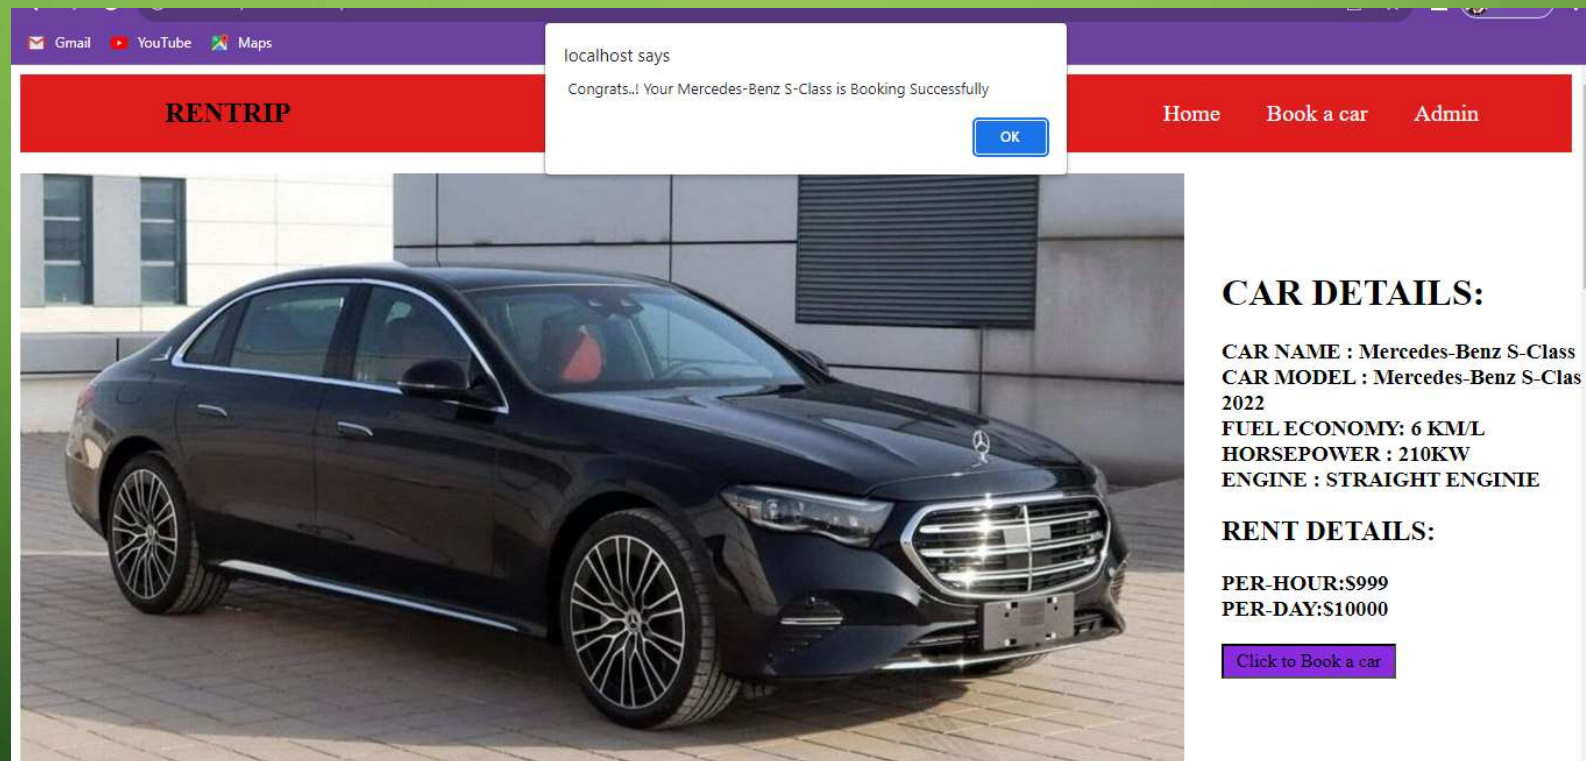 Gmail YouTube Maps
localhost says
Congrats..! Your Mercedes-Benz S-Class is Booking Successfully
OK
RENTRIP Home Book a car Admin
CAR DETAILS:
CAR NAME : Mercedes-Benz S-Class
CAR MODEL : Mercedes-Benz S-Clas
2022
FUEL ECONOMY: 6 KM/L
HORSEPOWER : 210KW
ENGINE : STRAIGHT ENGINIE
RENT DETAILS:
PER-HOUR:$999
PER-DAY:$10000
Click to Book a car